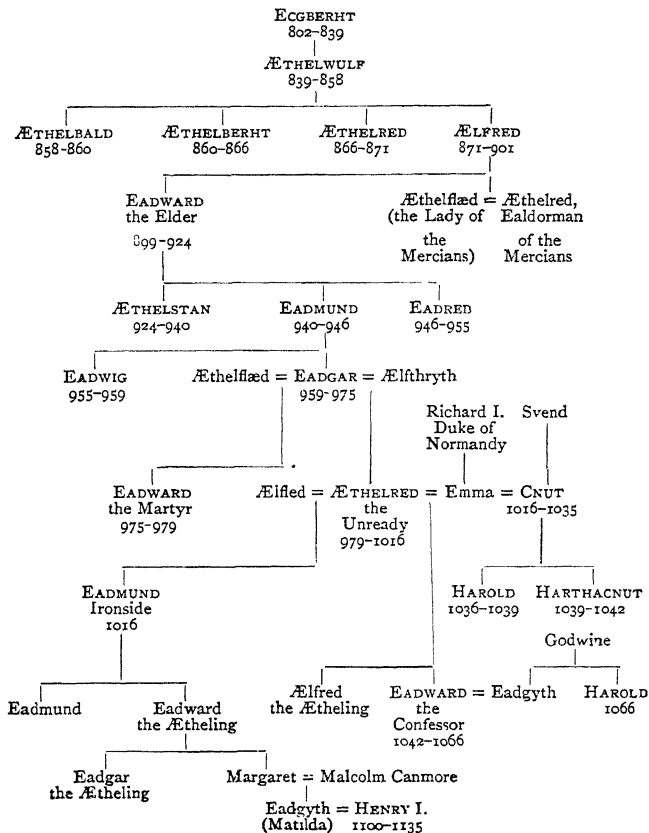 ECGBERHT
802-839
ÆTHELWULF
839-858
ÆTHELBALD ÆTHELBERHT ÆTHELRED ÆLFRED
858-860 860-866 866-871 871-901
EADWARD Æthelflæd = Æthelred,
the Elder (the Lady of Ealdorman
899-924 the of the
Mercians) Mercians
ÆTHELSTAN EADMUND EADRED
924-940 940-946 946-955
EADWIG Æthelflæd = EADGAR = Ælfthryth
955-959 959-975
Richard I. Svend
Duke of
Normandy
EADWARD Ælfled = ÆTHELRED = Emma = CNUT
the Martyr the 1016-1035
975-979 Unready
979-1016
EADMUND HAROLD HARTHACNUT
Ironside 1036-1039 1039-1042
1016
Godwine
Eadmund Eadward Ælfred EADWARD = Eadgyth HAROLD
the Ætheling the Ætheling the 1066
Confessor
1042-1066
Eadgar Margaret = Malcolm Canmore
the Ætheling
Eadgyth = HENRY I.
(Matilda) 1100-1135